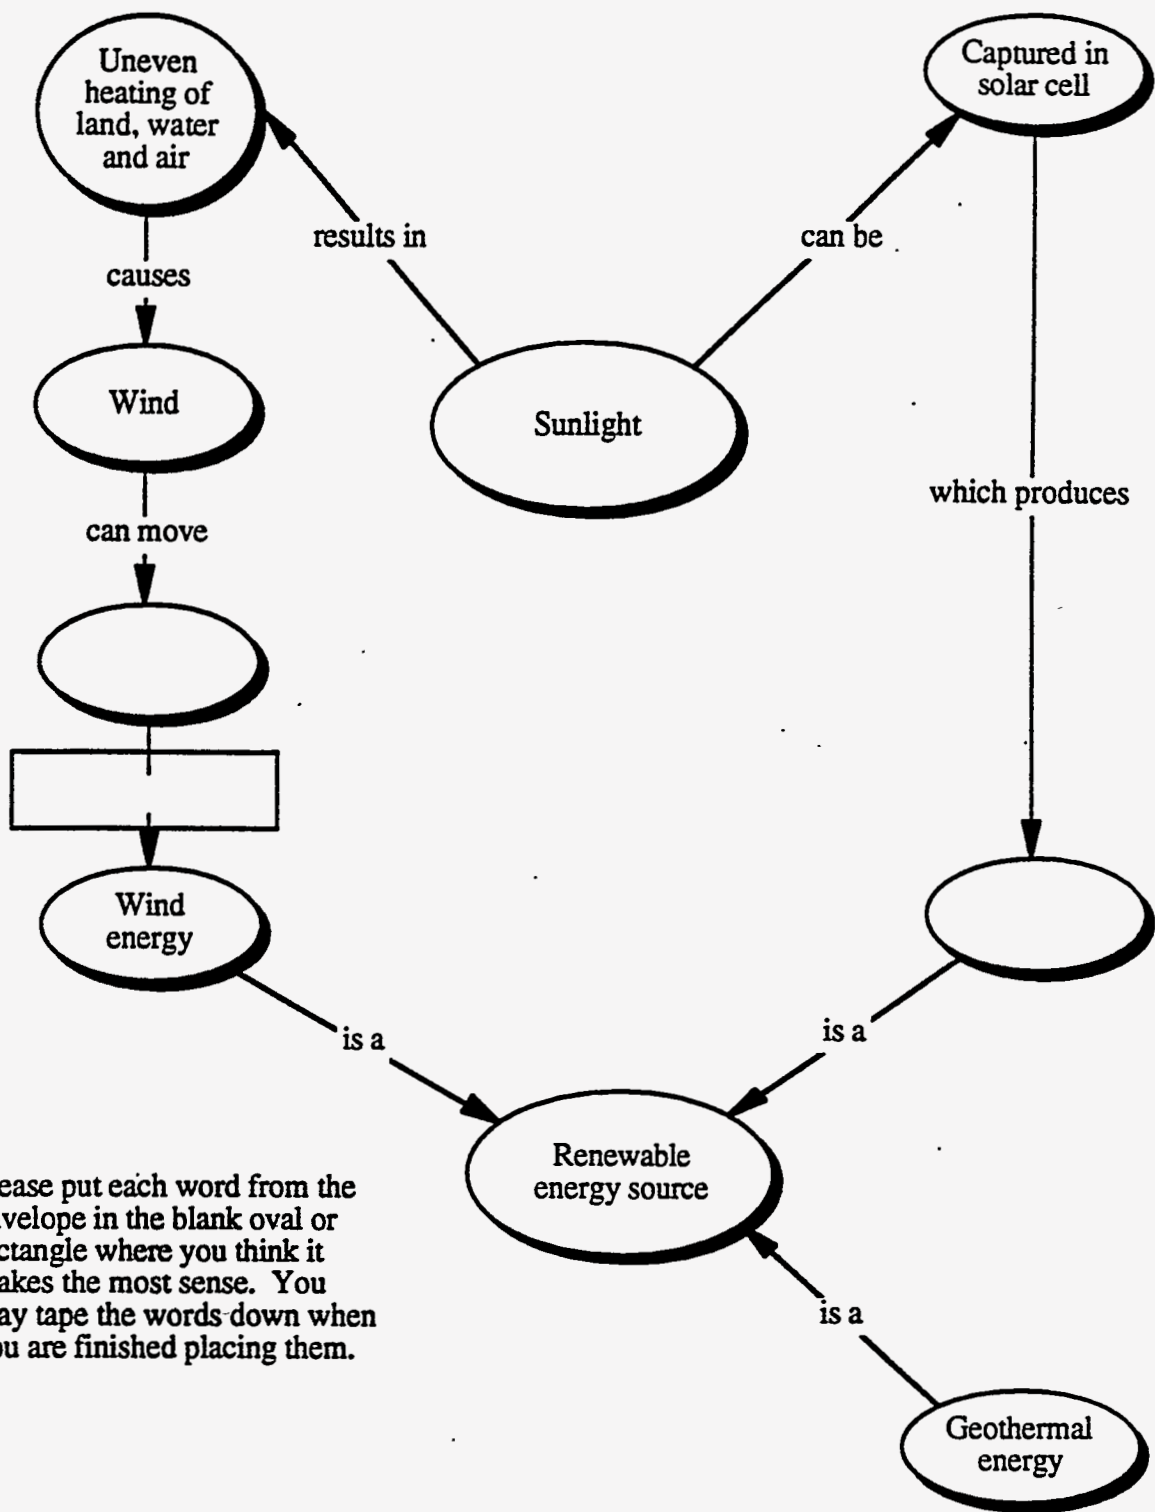 Uneven
heating of
land, water
and air
Captured in
solar cell
results in
can be
causes
Wind
Sunlight
which produces
can move
Wind
energy
is a
is a
Renewable
energy source
ease put each word from the
velope in the blank oval or
ctangle where you think it
akes the most sense. You
ay tape the words down when
ou are finished placing them.
is a
Geothermal
energy